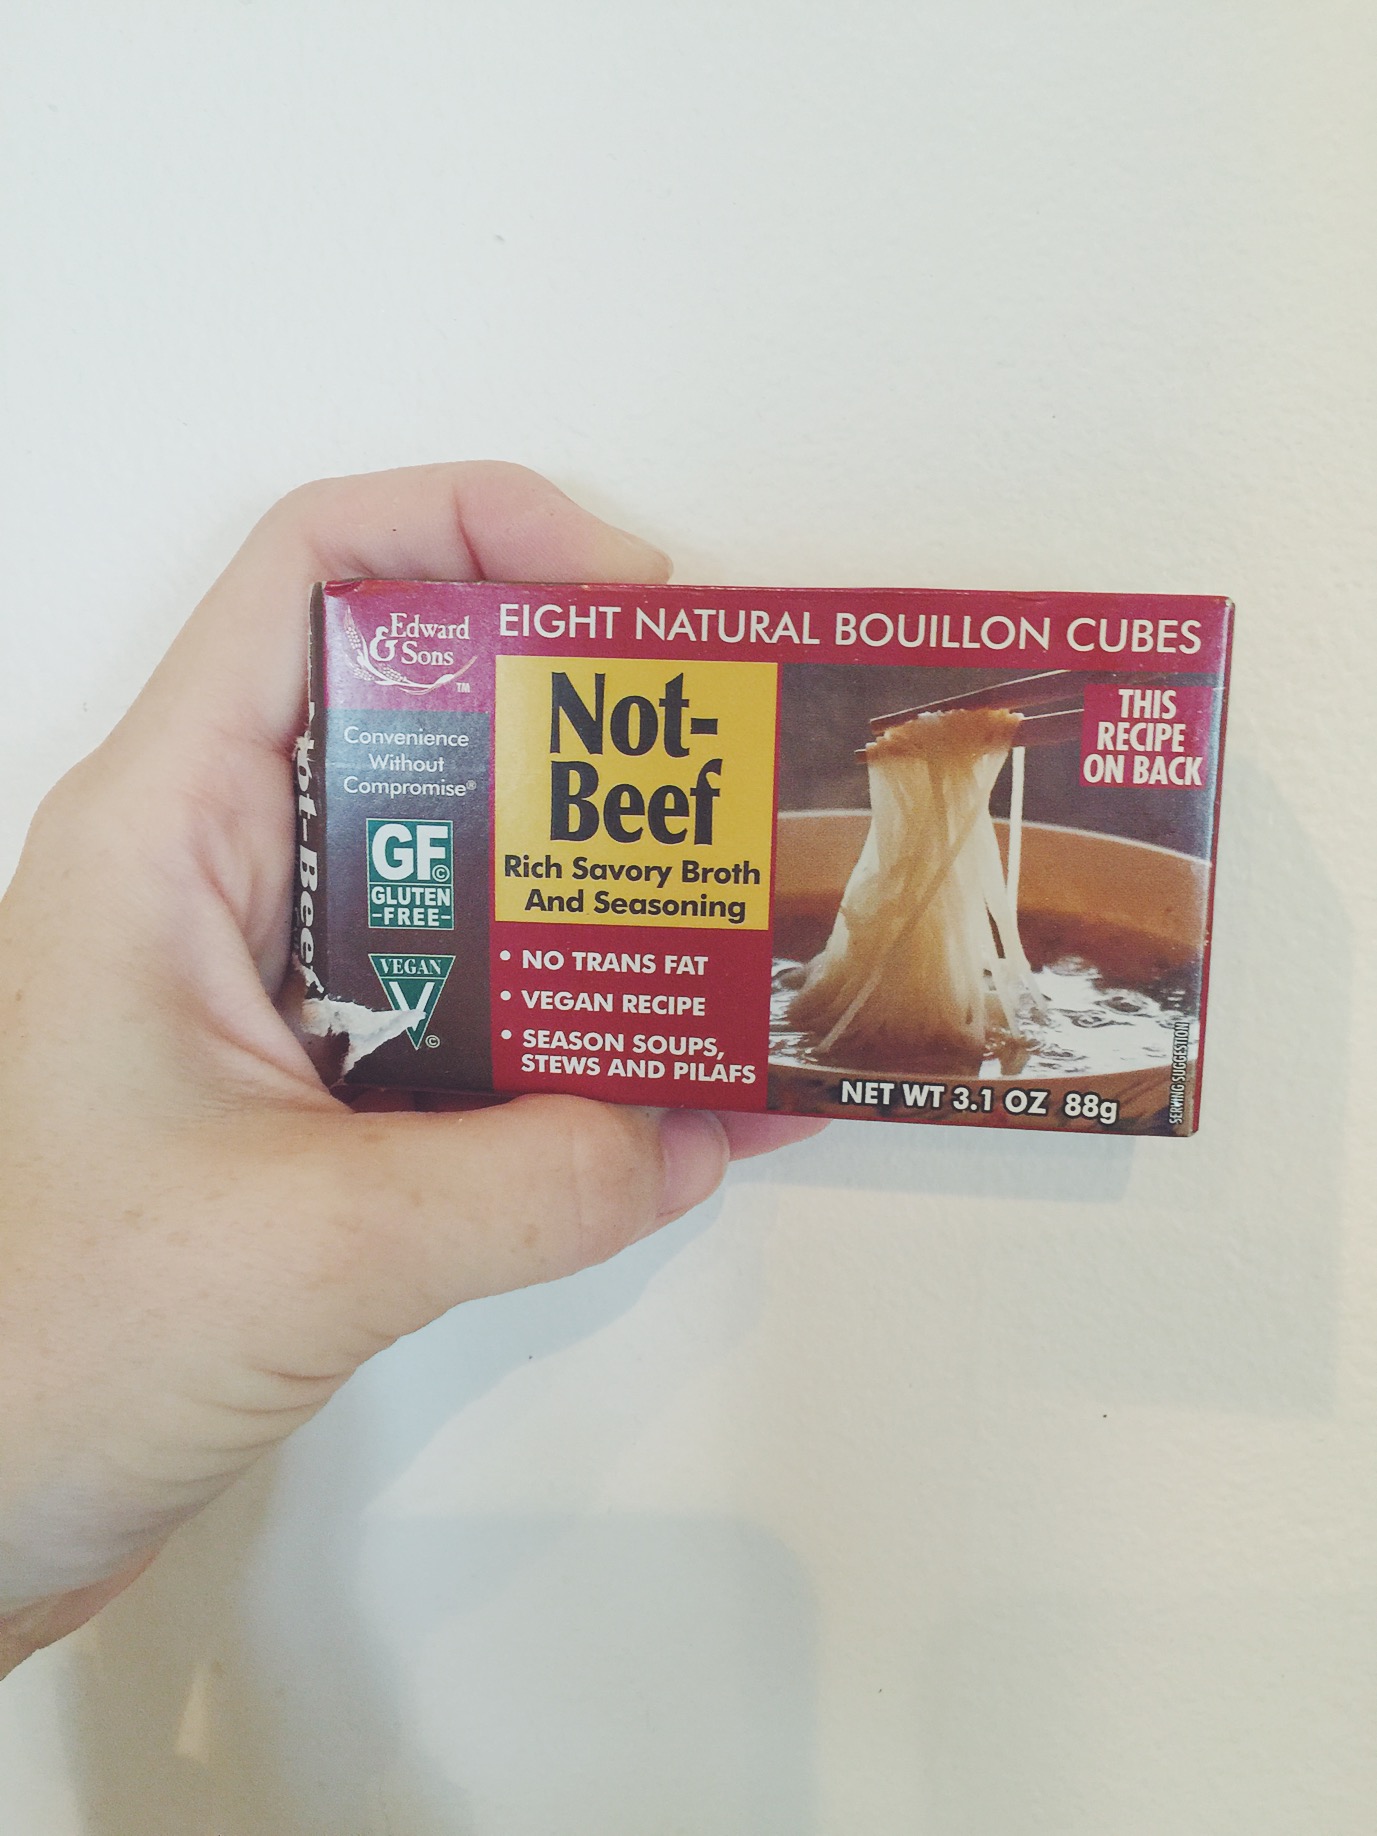 EIGHT NATURAL BOUILLON CUBES
Edward
& Sons
™
Convenience
Without
Compromise®
GF©
GLUTEN
-FREE-
VEGAN
V
©
Not-
Beef
Rich Savory Broth
And Seasoning
• NO TRANS FAT
• VEGAN RECIPE
• SEASON SOUPS,
STEWS AND PILAFS
THIS
RECIPE
ON BACK
NET WT 3.1 OZ 88g
SERVING SUGGESTION
Not-Beef